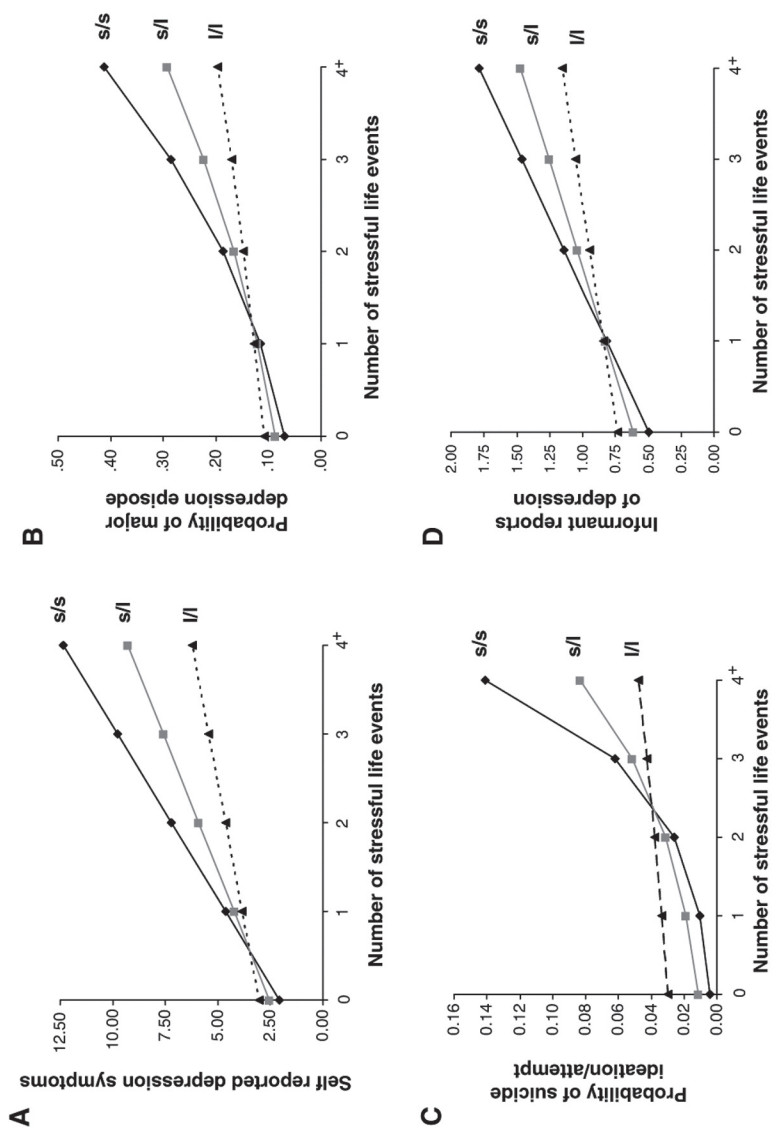 A
Self reported depression symptoms
12.50
10.00
7.50
5.00
2.50
0.00
0 1 2 3 4+
Number of stressful life events
s/s
s/l
l/l
B
Probability of major
depression episode
.50
.40
.30
.20
.10
.00
0 1 2 3 4+
Number of stressful life events
s/s
s/l
l/l
C
Probability of suicide
ideation/attempt
0.16
0.14
0.12
0.10
0.08
0.06
0.04
0.02
0.00
0 1 2 3 4+
Number of stressful life events
s/s
s/l
l/l
D
Informant reports
of depression
2.00
1.75
1.50
1.25
1.00
0.75
0.50
0.25
0.00
0 1 2 3 4+
Number of stressful life events
s/s
s/l
l/l